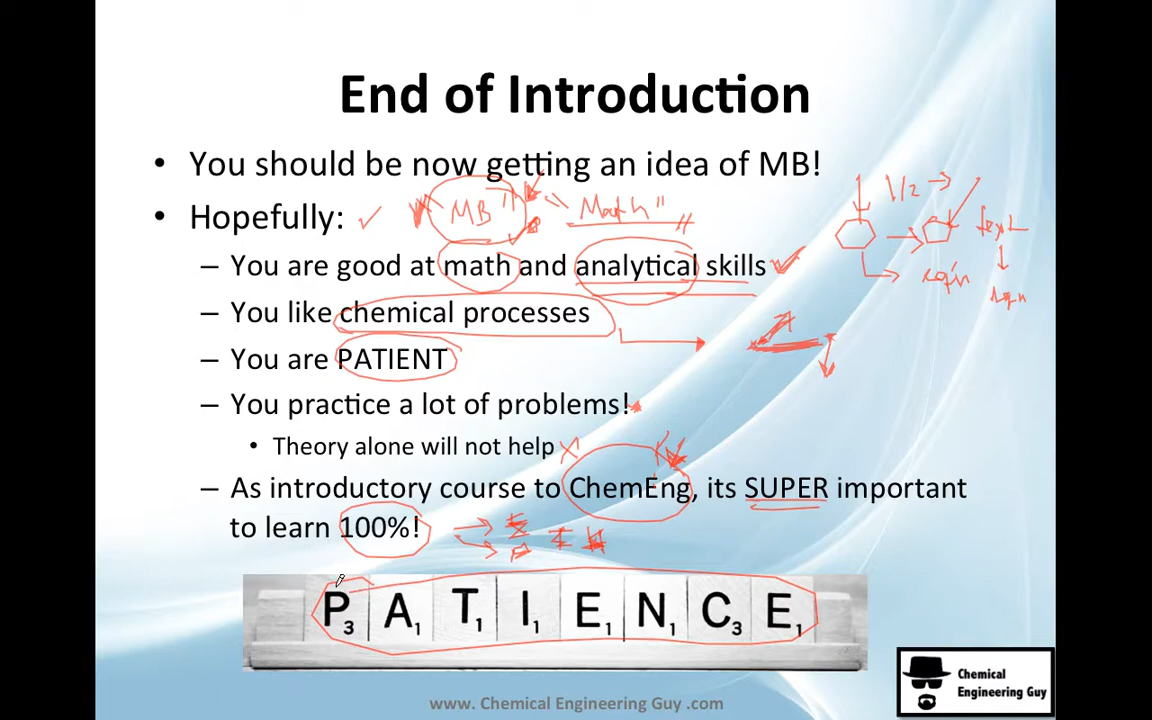 End of Introduction
• You should be now getting an idea of MB!
• Hopefully:
"MB" "Math"
1/2
– You are good at math and analytical skills
– You like chemical processes
– You are PATIENT
– You practice a lot of problems!
• Theory alone will not help
– As introductory course to ChemEng, its SUPER important
to learn 100%!
P3 A1 T1 I1 E1 N1 C3 E1
Chemical
Engineering Guy
www. Chemical Engineering Guy .com